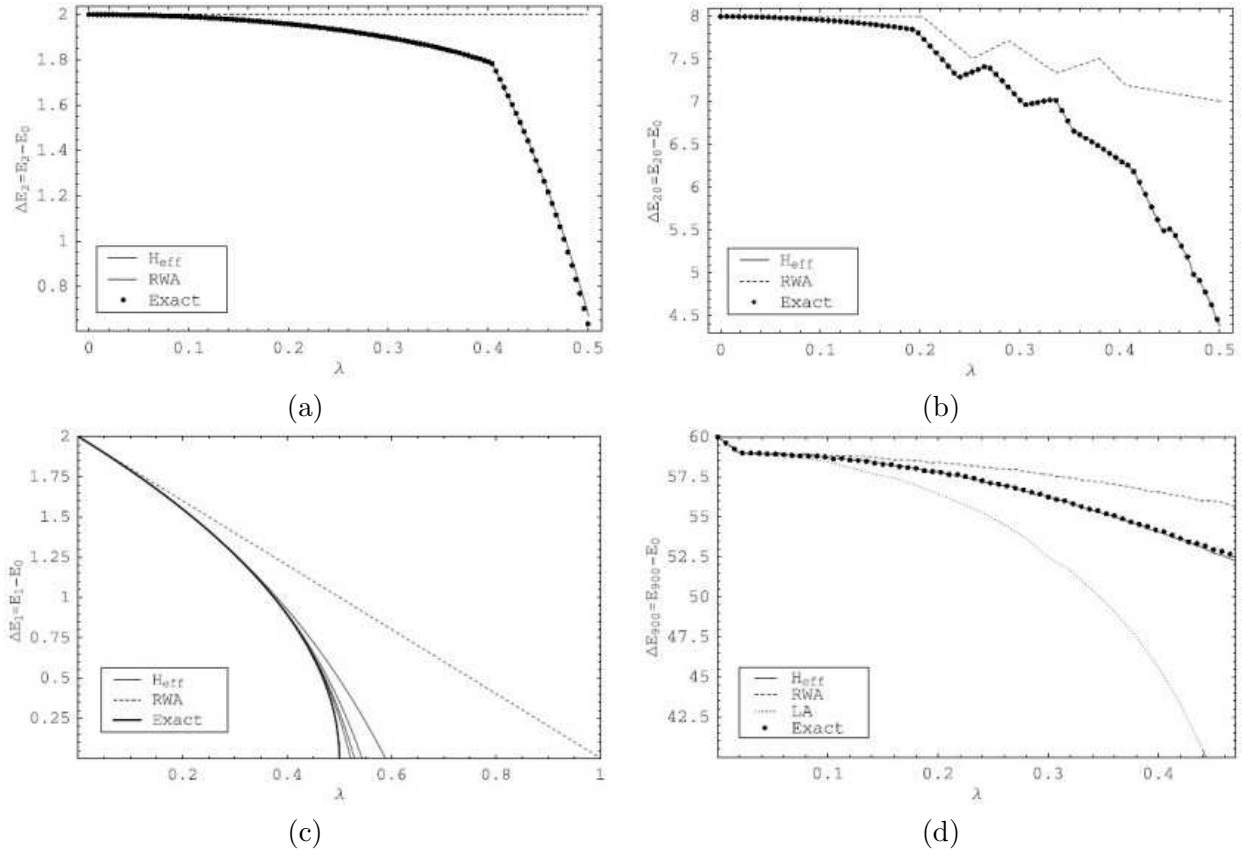 2
1.8
1.6
1.4
1.2
1
0.8
ΔE₂=E₂−E₀
H_eff
RWA
Exact
0 0.1 0.2 0.3 0.4 0.5
λ
(a)
8
7.5
7
6.5
6
5.5
5
4.5
ΔE₂₀=E₂₀−E₀
H_eff
RWA
Exact
0 0.1 0.2 0.3 0.4 0.5
λ
(b)
2
1.75
1.5
1.25
1
0.75
0.5
0.25
ΔE₁=E₁−E₀
H_eff
RWA
Exact
0.2 0.4 0.6 0.8 1
λ
(c)
60
57.5
55
52.5
50
47.5
45
42.5
ΔE₉₀₀=E₉₀₀−E₀
H_eff
RWA
LA
Exact
0.1 0.2 0.3 0.4
λ
(d)